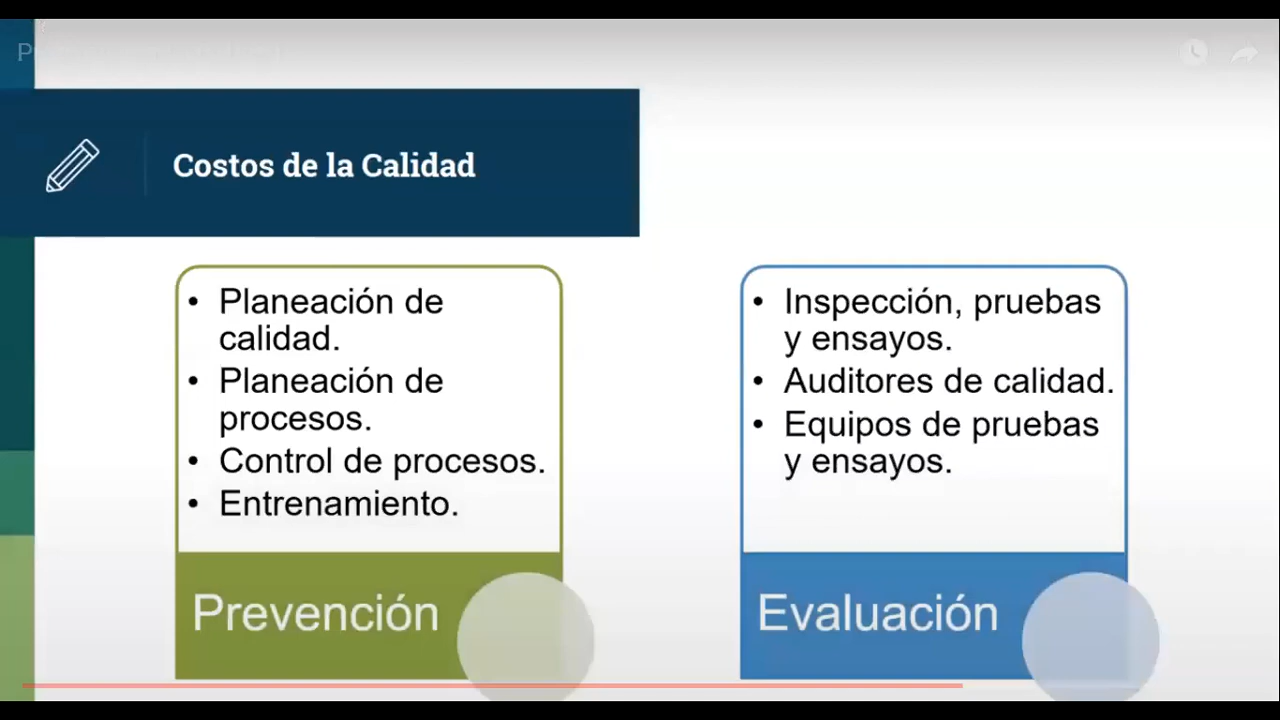 Costos de la Calidad
• Planeación de
calidad.
• Planeación de
procesos.
• Control de procesos.
• Entrenamiento.
Prevención
• Inspección, pruebas
y ensayos.
• Auditores de calidad.
• Equipos de pruebas
y ensayos.
Evaluación